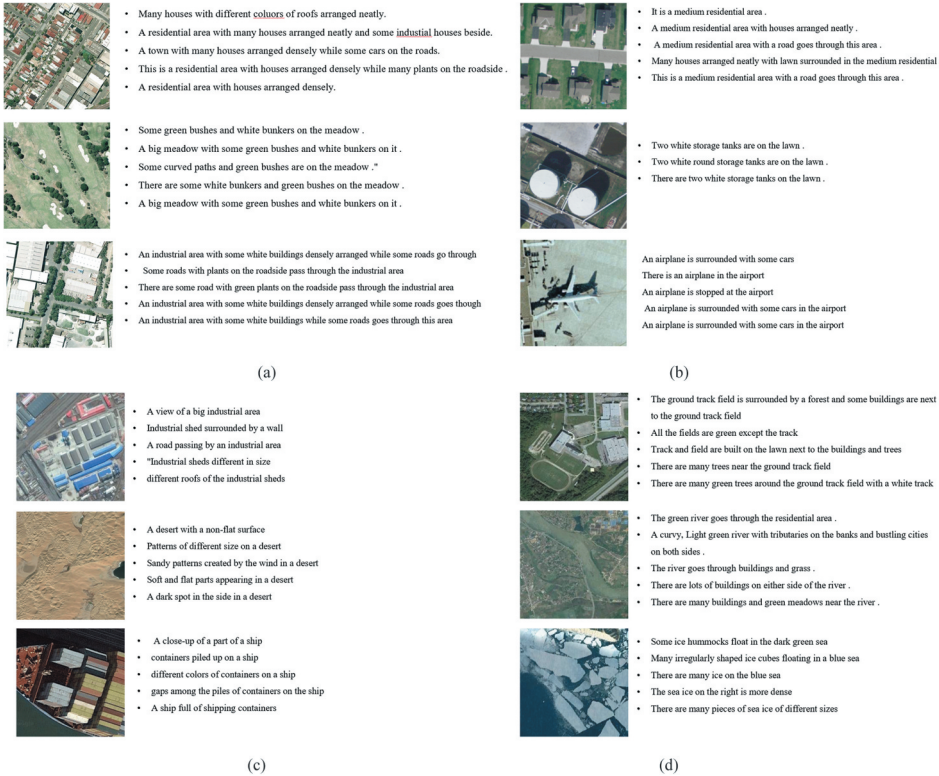 • Many houses with different coluors of roofs arranged neatly.
• A residential area with many houses arranged neatly and some industial houses beside.
• A town with many houses arranged densely while some cars on the roads.
• This is a residential area with houses arranged densely while many plants on the roadside .
• A residential area with houses arranged densely.
• Some green bushes and white bunkers on the meadow .
• A big meadow with some green bushes and white bunkers on it .
• Some curved paths and green bushes are on the meadow ."
• There are some white bunkers and green bushes on the meadow .
• A big meadow with some green bushes and white bunkers on it .
• An industrial area with some white buildings densely arranged while some roads go through
• Some roads with plants on the roadside pass through the industrial area
• There are some road with green plants on the roadside pass through the industrial area
• An industrial area with some white buildings densely arranged while some roads goes though
• An industrial area with some white buildings while some roads goes through this area
(a)
• It is a medium residential area .
• A medium residential area with houses arranged neatly .
• A medium residential area with a road goes through this area .
• Many houses arranged neatly with lawn surrounded in the medium residential
• This is a medium residential area with a road goes through this area .
• Two white storage tanks are on the lawn .
• Two white round storage tanks are on the lawn .
• There are two white storage tanks on the lawn .
An airplane is surrounded with some cars
There is an airplane in the airport
An airplane is stopped at the airport
An airplane is surrounded with some cars in the airport
An airplane is surrounded with some cars in the airport
(b)
• A view of a big industrial area
• Industrial shed surrounded by a wall
• A road passing by an industrial area
• "Industrial sheds different in size
• different roofs of the industrial sheds
• A desert with a non-flat surface
• Patterns of different size on a desert
• Sandy patterns created by the wind in a desert
• Soft and flat parts appearing in a desert
• A dark spot in the side in a desert
• A close-up of a part of a ship
• containers piled up on a ship
• different colors of containers on a ship
• gaps among the piles of containers on the ship
• A ship full of shipping containers
(c)
• The ground track field is surrounded by a forest and some buildings are next
to the ground track field
• All the fields are green except the track
• Track and field are built on the lawn next to the buildings and trees
• There are many trees near the ground track field
• There are many green trees around the ground track field with a white track
• The green river goes through the residential area .
• A curvy, Light green river with tributaries on the banks and bustling cities
on both sides .
• The river goes through buildings and grass .
• There are lots of buildings on either side of the river .
• There are many buildings and green meadows near the river .
• Some ice hummocks float in the dark green sea
• Many irregularly shaped ice cubes floating in a blue sea
• There are many ice on the blue sea
• The sea ice on the right is more dense
• There are many pieces of sea ice of different sizes
(d)